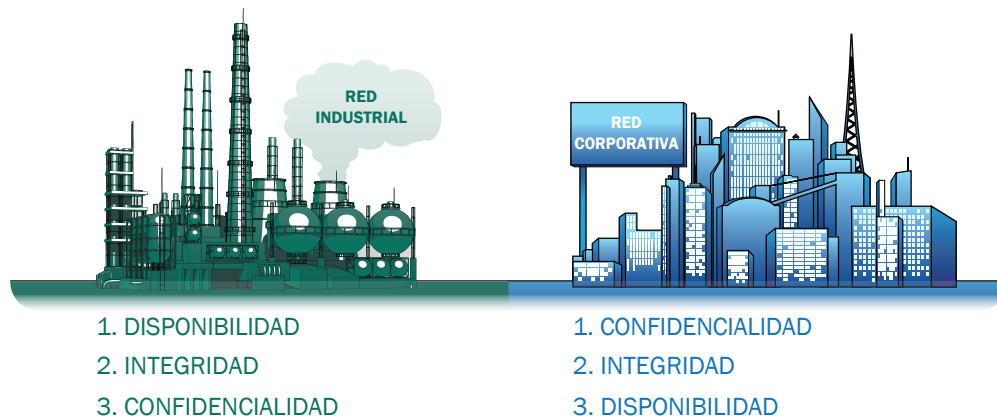 RED
INDUSTRIAL
RED
CORPORATIVA
1. DISPONIBILIDAD
2. INTEGRIDAD
3. CONFIDENCIALIDAD
1. CONFIDENCIALIDAD
2. INTEGRIDAD
3. DISPONIBILIDAD